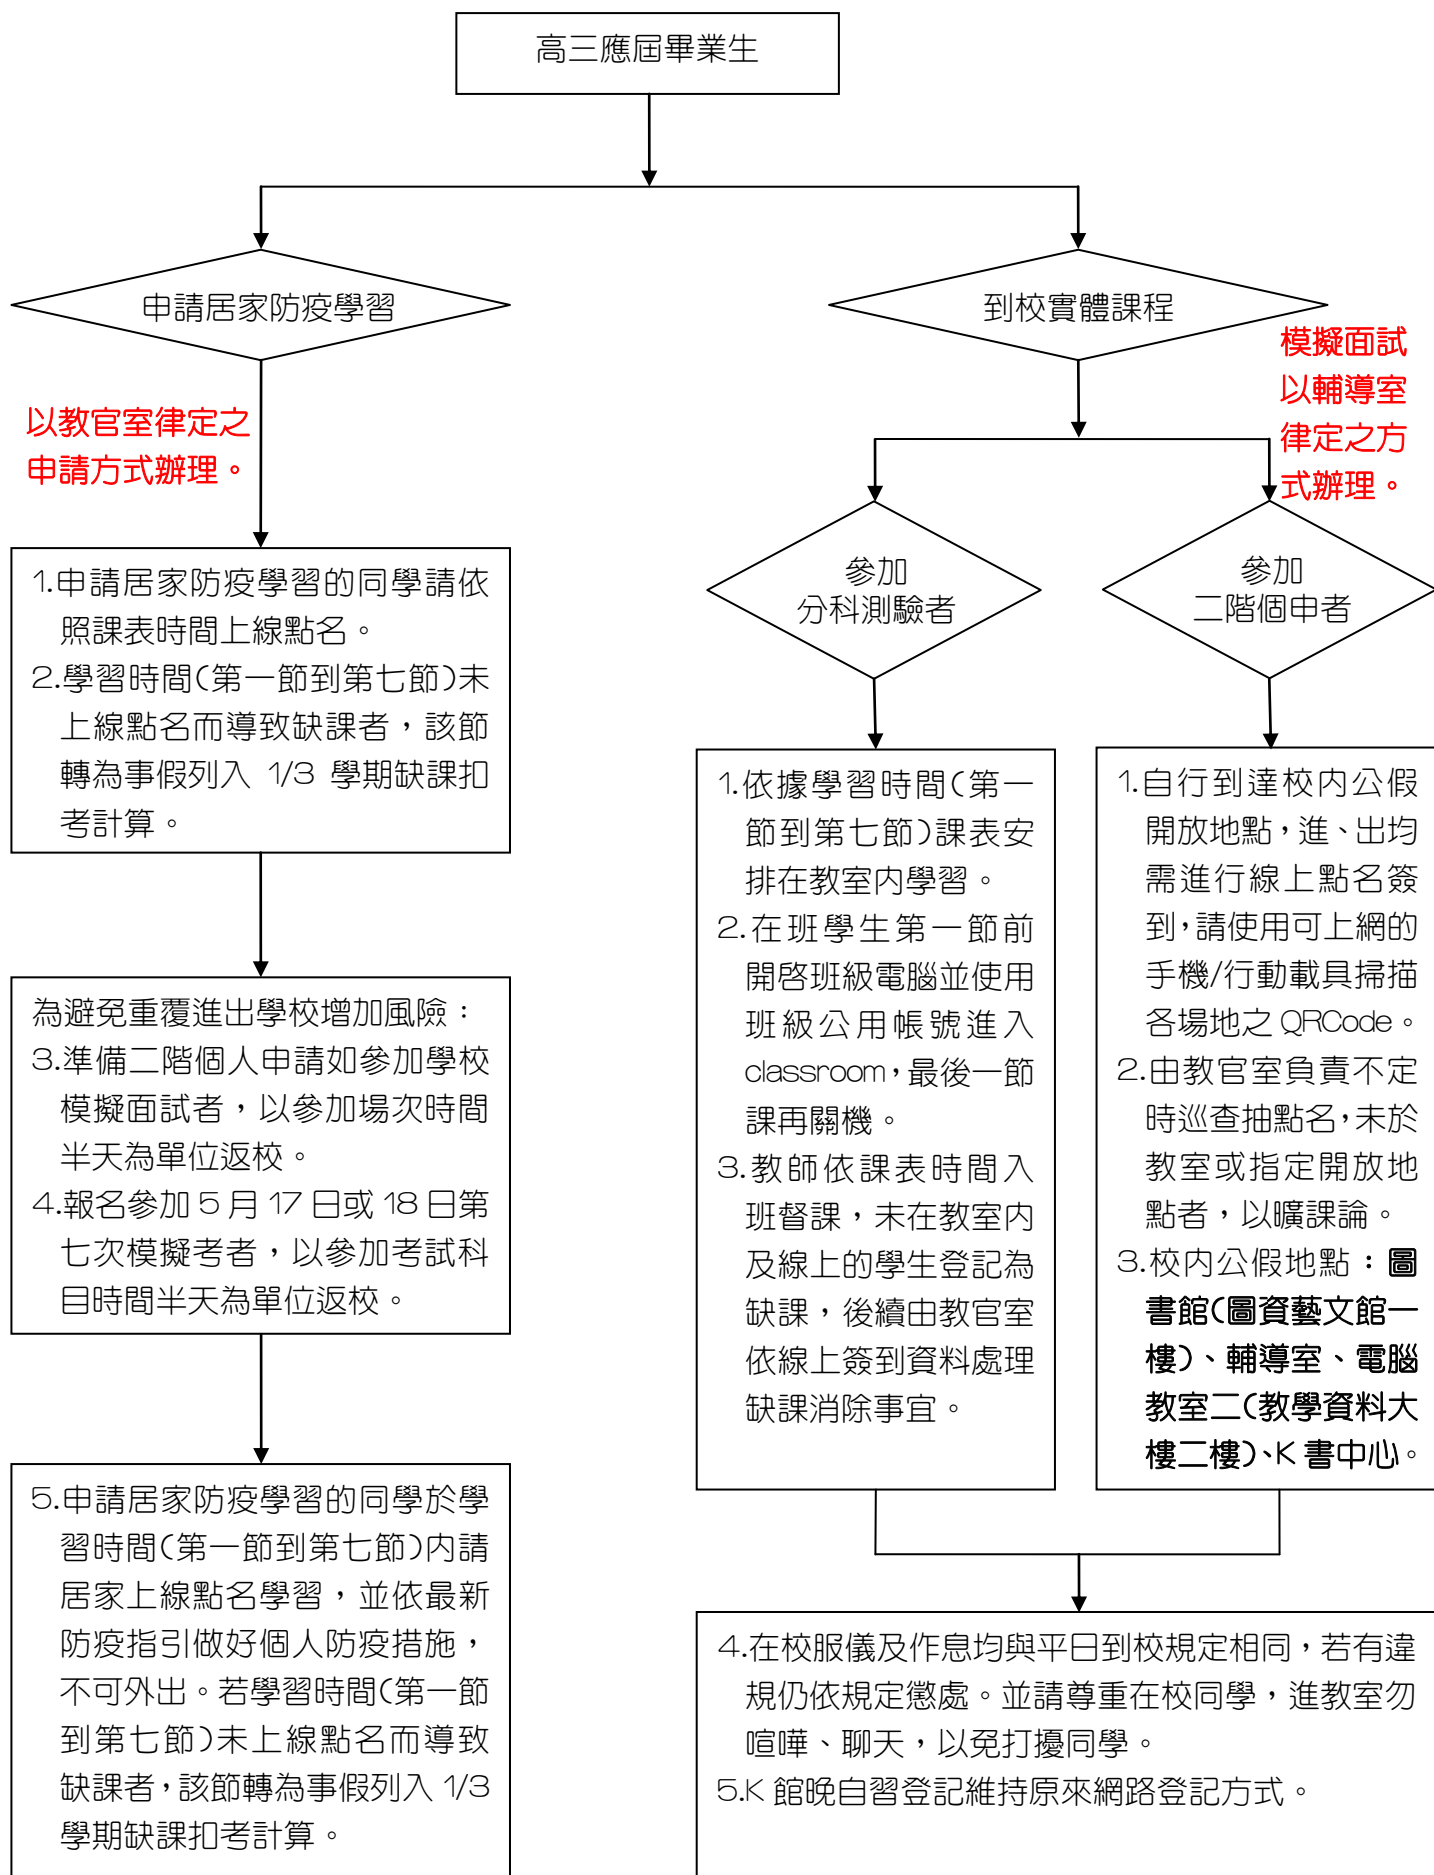 高三應屆畢業生
申請居家防疫學習
到校實體課程
以教官室律定之
申請方式辦理。
模擬面試
以輔導室
律定之方
式辦理。
參加
分科測驗者
參加
二階個申者
1.申請居家防疫學習的同學請依
照課表時間上線點名。
2.學習時間(第一節到第七節)未
上線點名而導致缺課者，該節
轉為事假列入 1/3 學期缺課扣
考計算。
為避免重覆進出學校增加風險：
3.準備二階個人申請如參加學校
模擬面試者，以參加場次時間
半天為單位返校。
4.報名參加 5 月 17 日或 18 日第
七次模擬考者，以參加考試科
目時間半天為單位返校。
5.申請居家防疫學習的同學於學
習時間(第一節到第七節)內請
居家上線點名學習，並依最新
防疫指引做好個人防疫措施，
不可外出。若學習時間(第一節
到第七節)未上線點名而導致
缺課者，該節轉為事假列入 1/3
學期缺課扣考計算。
1.依據學習時間(第一
節到第七節)課表安
排在教室內學習。
2.在班學生第一節前
開啓班級電腦並使用
班級公用帳號進入
classroom，最後一節
課再關機。
3.教師依課表時間入
班督課，未在教室內
及線上的學生登記為
缺課，後續由教官室
依線上簽到資料處理
缺課消除事宜。
1.自行到達校內公假
開放地點，進、出均
需進行線上點名簽
到，請使用可上網的
手機/行動載具掃描
各場地之 QRCode。
2.由教官室負責不定
時巡查抽點名，未於
教室或指定開放地
點者，以曠課論。
3.校內公假地點：圖
書館(圖資藝文館一
樓)、輔導室、電腦
教室二(教學資料大
樓二樓)、K 書中心。
4.在校服儀及作息均與平日到校規定相同，若有違
規仍依規定懲處。並請尊重在校同學，進教室勿
喧嘩、聊天，以免打擾同學。
5.K 館晚自習登記維持原來網路登記方式。